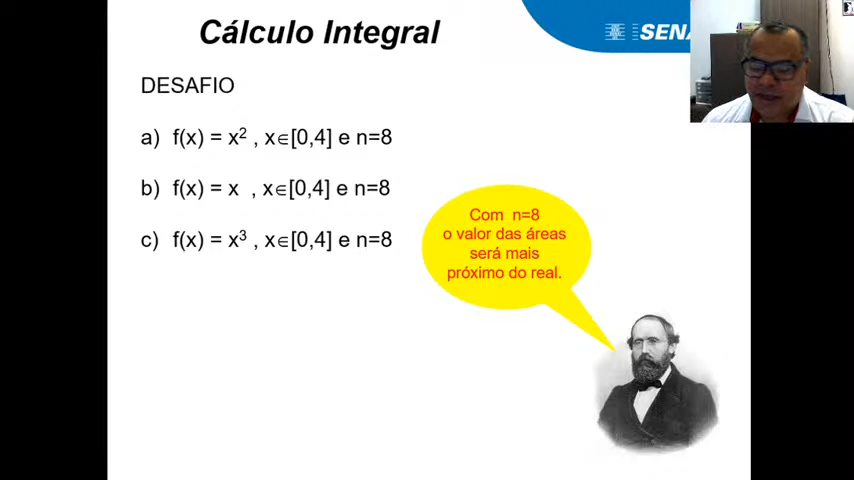 Cálculo Integral
DESAFIO
a) f(x) = x² , x∈[0,4] e n=8
b) f(x) = x , x∈[0,4] e n=8
c) f(x) = x³ , x∈[0,4] e n=8
Com n=8
o valor das áreas
será mais
próximo do real.